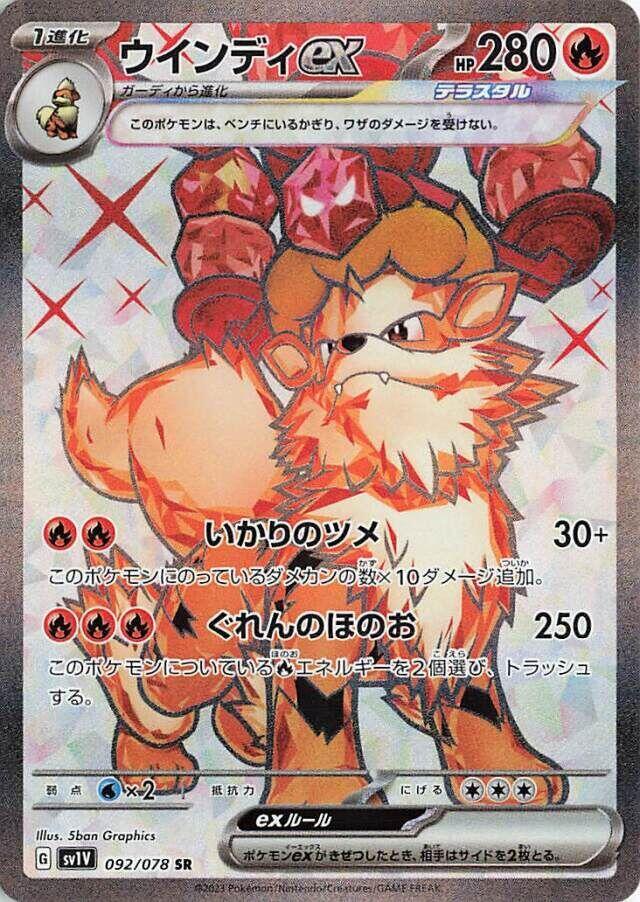 1進化
ウインディex
HP280
ガーディから進化
テラスタル
このポケモンは、ベンチにいるかぎり、ワザのダメージを受けない。
いかりのツメ 30+
このポケモンにのっているダメカンの数×10ダメージ追加。
ぐれんのほのお 250
このポケモンについているエネルギーを2個選び、トラッシュ
する。
弱点 ×2 抵抗力 にげる
exルール
ポケモンexがきぜつしたとき、相手はサイドを2枚とる。
Illus. 5ban Graphics
G sv1V 092/078 SR
©2023 Pokémon/Nintendo/Creatures/GAME FREAK